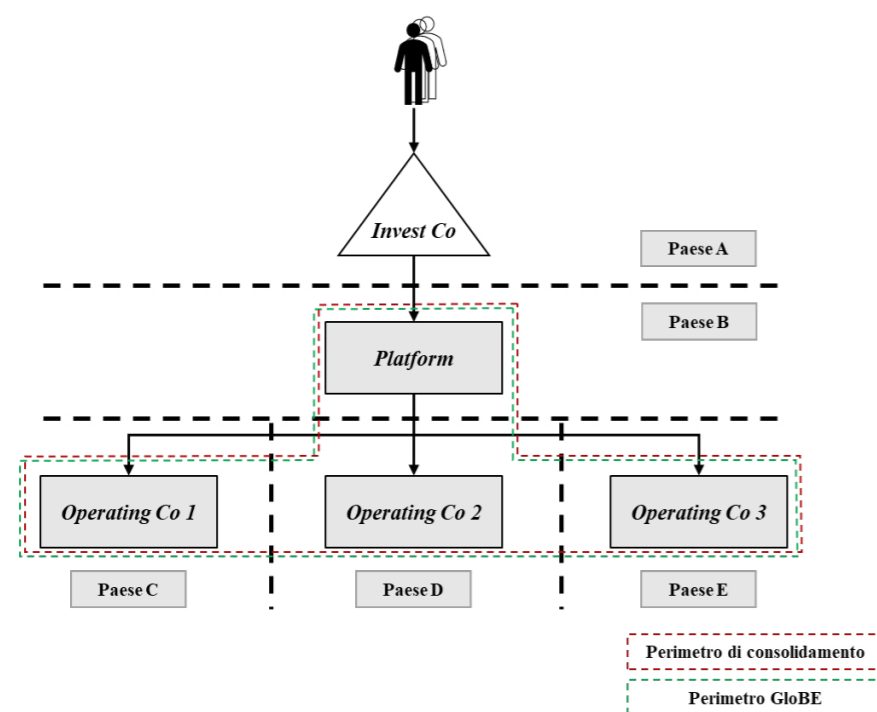 Invest Co
Paese A
Paese B
Platform
Operating Co 1
Operating Co 2
Operating Co 3
Paese C
Paese D
Paese E
Perimetro di consolidamento
Perimetro GloBE